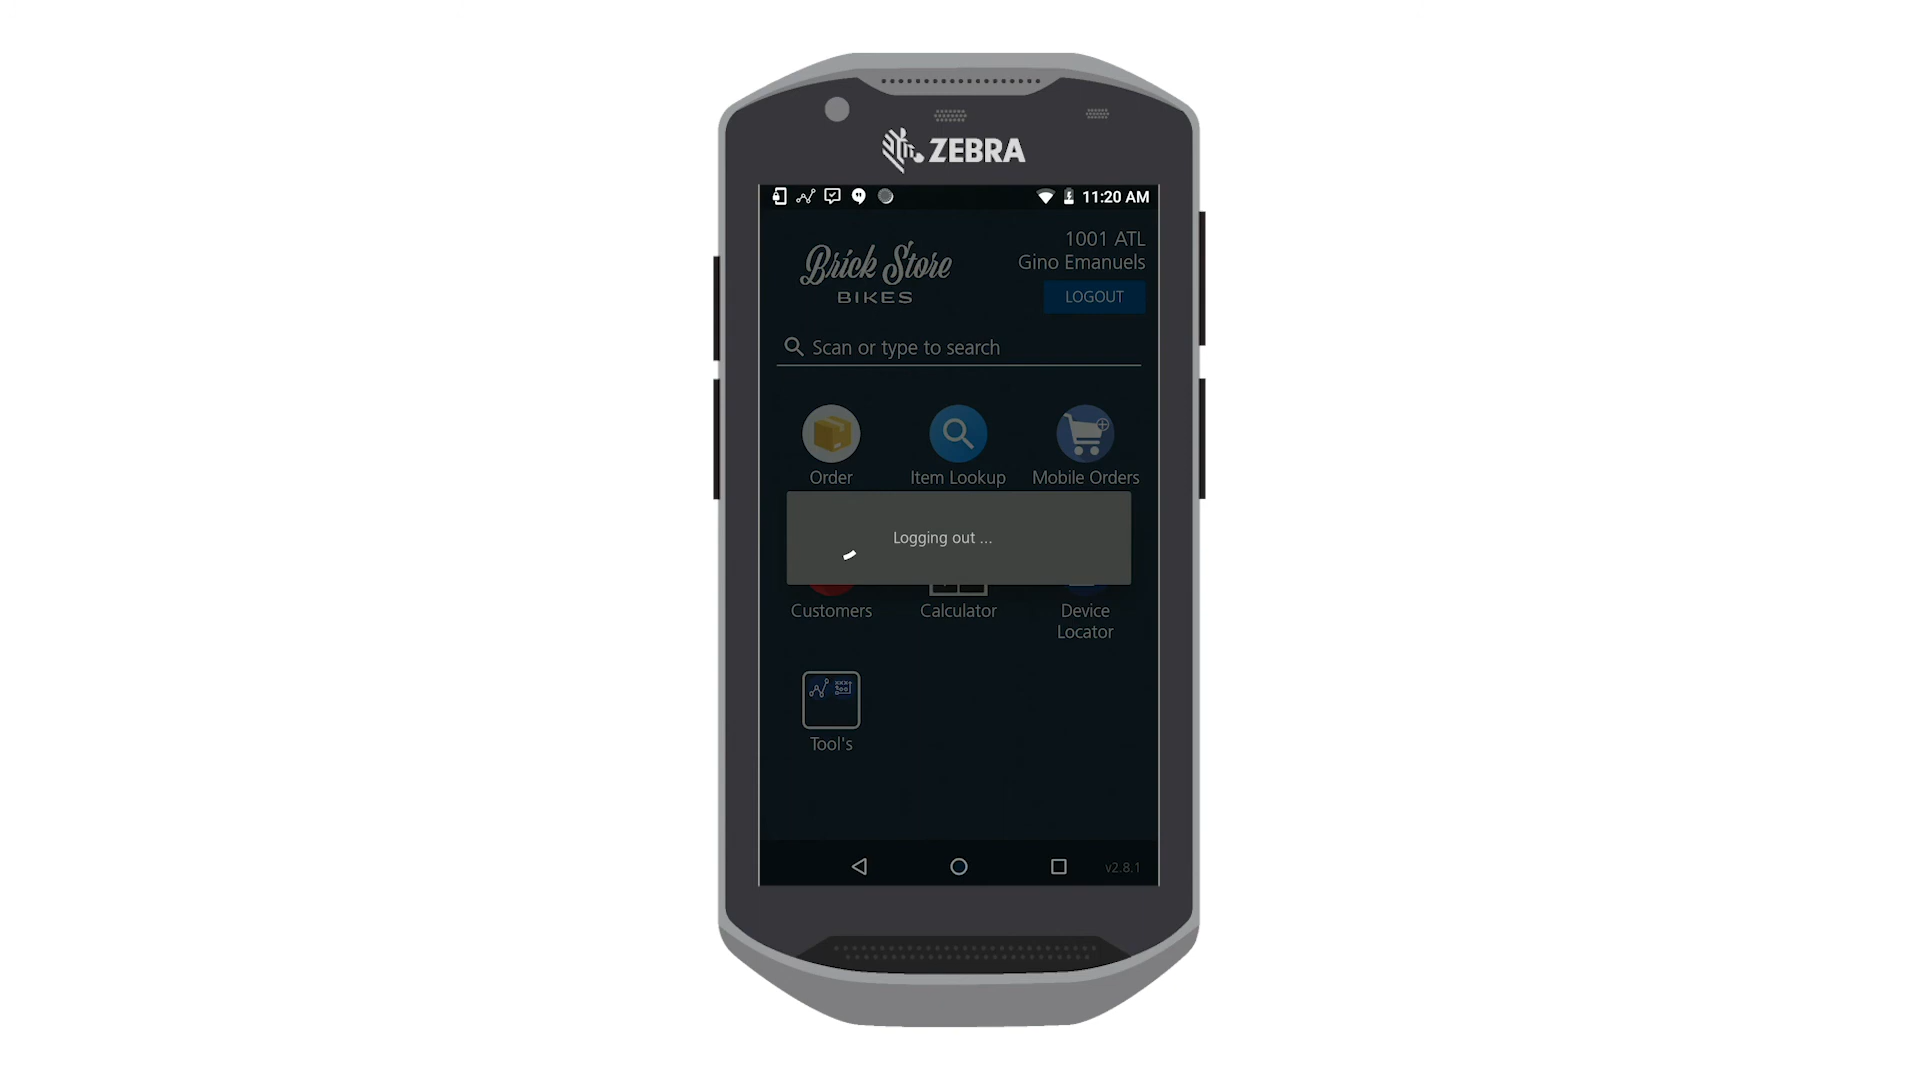 ZEBRA
11:20 AM
1001 ATL
Gino Emanuels
Brick Store
BIKES
LOGOUT
Scan or type to search
Order
Item Lookup
Mobile Orders
Logging out ...
Customers
Calculator
Device
Locator
Tool's
v2.8.1